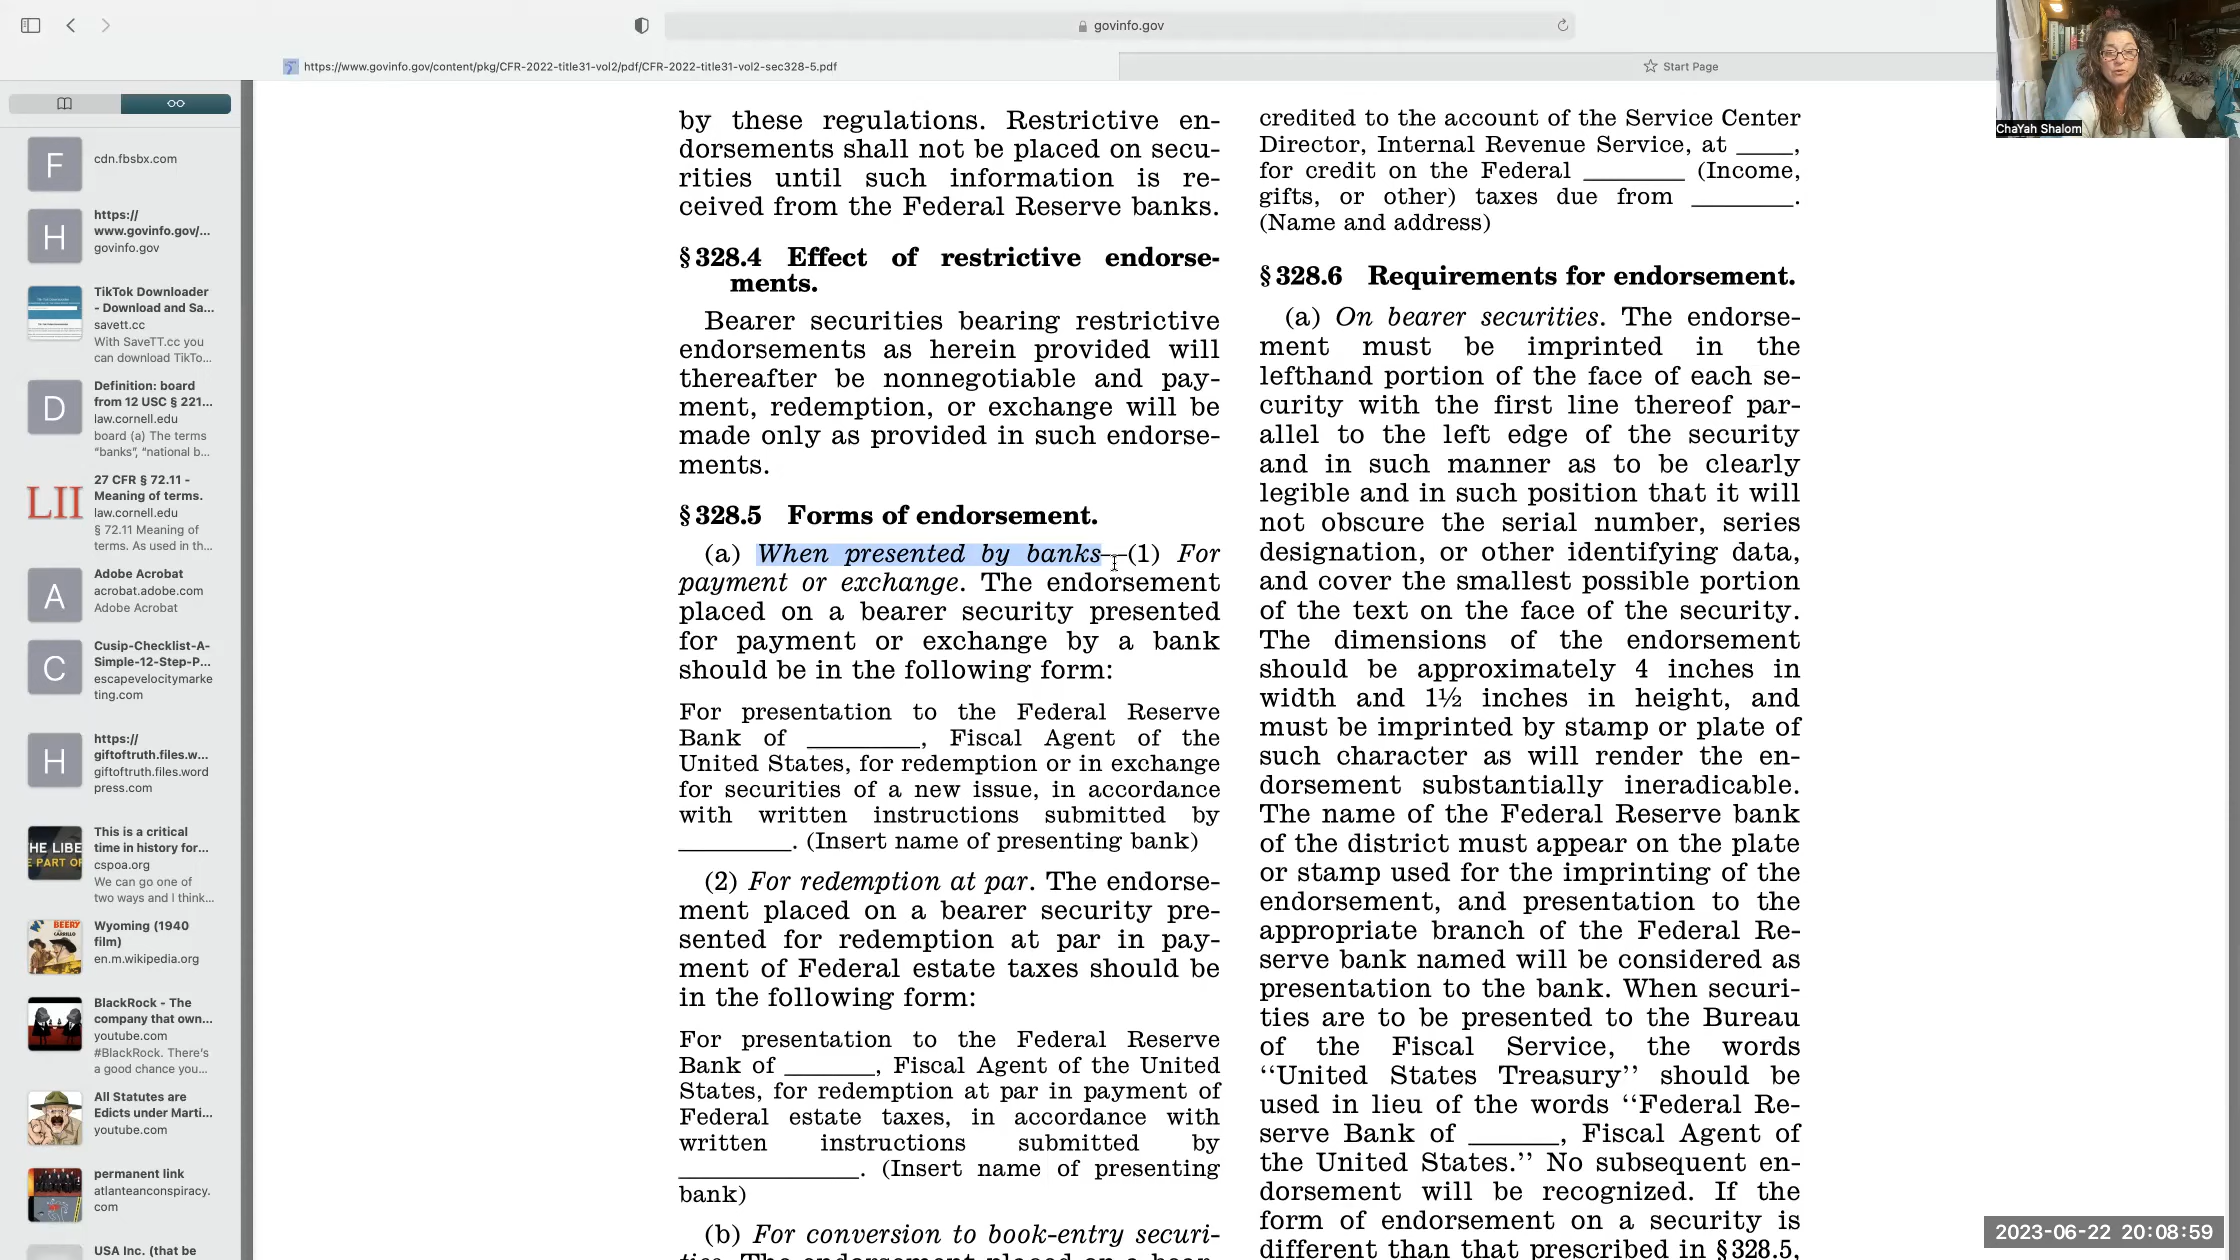 govinfo.gov
https://www.govinfo.gov/content/pkg/CFR-2022-title31-vol2/pdf/CFR-2022-title31-vol2-sec328-5.pdf
Start Page
ChaYah Shalom
F
cdn.fbsbx.com
H
https://
www.govinfo.gov/...
govinfo.gov
TikTok Downloader
- Download and Sa...
savett.cc
With SaveTT.cc you
can download TikTo...
D
Definition: board
from 12 USC § 221...
law.cornell.edu
board (a) The terms
“banks”, “national b...
LII
27 CFR § 72.11 -
Meaning of terms.
law.cornell.edu
§ 72.11 Meaning of
terms. As used in th...
A
Adobe Acrobat
acrobat.adobe.com
Adobe Acrobat
C
Cusip-Checklist-A-
Simple-12-Step-P...
escapevelocitymarke
ting.com
H
https://
giftoftruth.files.w...
giftoftruth.files.word
press.com
HE LIBE
E PART OF
This is a critical
time in history for...
cspoa.org
We can go one of
two ways and I think...
BEERY
CARRILLO
Wyoming (1940
film)
en.m.wikipedia.org
BlackRock - The
company that own...
youtube.com
#BlackRock. There's
a good chance you...
All Statutes are
Edicts under Marti...
youtube.com
permanent link
atlanteanconspiracy.
com
USA Inc. (that be
by these regulations. Restrictive en-
dorsements shall not be placed on secu-
rities until such information is re-
ceived from the Federal Reserve banks.
§ 328.4 Effect of restrictive endorse-
ments.
Bearer securities bearing restrictive
endorsements as herein provided will
thereafter be nonnegotiable and pay-
ment, redemption, or exchange will be
made only as provided in such endorse-
ments.
§ 328.5 Forms of endorsement.
(a) When presented by banks—(1) For
payment or exchange. The endorsement
placed on a bearer security presented
for payment or exchange by a bank
should be in the following form:
For presentation to the Federal Reserve
Bank of _________, Fiscal Agent of the
United States, for redemption or in exchange
for securities of a new issue, in accordance
with written instructions submitted by
_________. (Insert name of presenting bank)
(2) For redemption at par. The endorse-
ment placed on a bearer security pre-
sented for redemption at par in pay-
ment of Federal estate taxes should be
in the following form:
For presentation to the Federal Reserve
Bank of _______, Fiscal Agent of the United
States, for redemption at par in payment of
Federal estate taxes, in accordance with
written instructions submitted by
______________. (Insert name of presenting
bank)
(b) For conversion to book-entry securi-
ties. The endorsement placed on a bear-
credited to the account of the Service Center
Director, Internal Revenue Service, at ____,
for credit on the Federal ________ (Income,
gifts, or other) taxes due from ________.
(Name and address)
§ 328.6 Requirements for endorsement.
(a) On bearer securities. The endorse-
ment must be imprinted in the
lefthand portion of the face of each se-
curity with the first line thereof par-
allel to the left edge of the security
and in such manner as to be clearly
legible and in such position that it will
not obscure the serial number, series
designation, or other identifying data,
and cover the smallest possible portion
of the text on the face of the security.
The dimensions of the endorsement
should be approximately 4 inches in
width and 1½ inches in height, and
must be imprinted by stamp or plate of
such character as will render the en-
dorsement substantially ineradicable.
The name of the Federal Reserve bank
of the district must appear on the plate
or stamp used for the imprinting of the
endorsement, and presentation to the
appropriate branch of the Federal Re-
serve bank named will be considered as
presentation to the bank. When securi-
ties are to be presented to the Bureau
of the Fiscal Service, the words
‘‘United States Treasury’’ should be
used in lieu of the words ‘‘Federal Re-
serve Bank of ______, Fiscal Agent of
the United States.’’ No subsequent en-
dorsement will be recognized. If the
form of endorsement on a security is
different than that prescribed in § 328.5,
2023-06-22 20:08:59